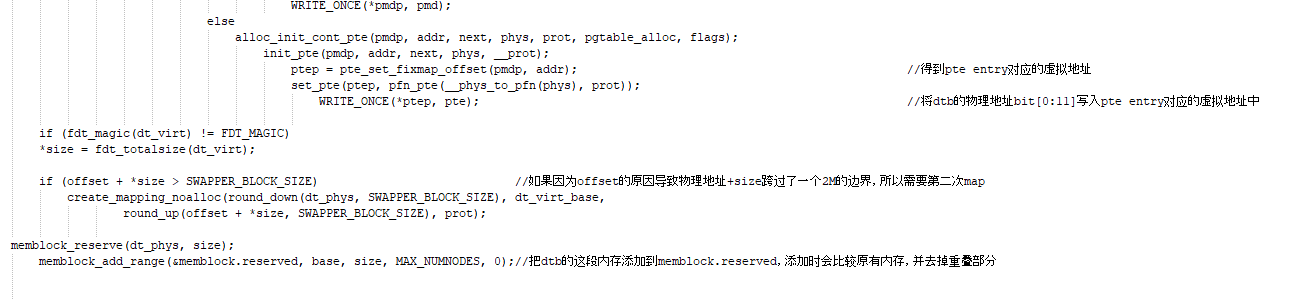 WRITE_ONCE(*pmdp, pmd);
else
alloc_init_cont_pte(pmdp, addr, next, phys, prot, pgtable_alloc, flags);
init_pte(pmdp, addr, next, phys, __prot);
ptep = pte_set_fixmap_offset(pmdp, addr); //得到pte entry对应的虚拟地址
set_pte(ptep, pfn_pte(__phys_to_pfn(phys), prot));
WRITE_ONCE(*ptep, pte); //将dtb的物理地址bit[0:11]写入pte entry对应的虚拟地址中
if (fdt_magic(dt_virt) != FDT_MAGIC)
*size = fdt_totalsize(dt_virt);
if (offset + *size > SWAPPER_BLOCK_SIZE) //如果因为offset的原因导致物理地址+size跨过了一个2M的边界,所以需要第二次map
create_mapping_noalloc(round_down(dt_phys, SWAPPER_BLOCK_SIZE), dt_virt_base,
round_up(offset + *size, SWAPPER_BLOCK_SIZE), prot);
memblock_reserve(dt_phys, size);
memblock_add_range(&memblock.reserved, base, size, MAX_NUMNODES, 0);//把dtb的这段内存添加到memblock.reserved,添加时会比较原有内存,并去掉重叠部分